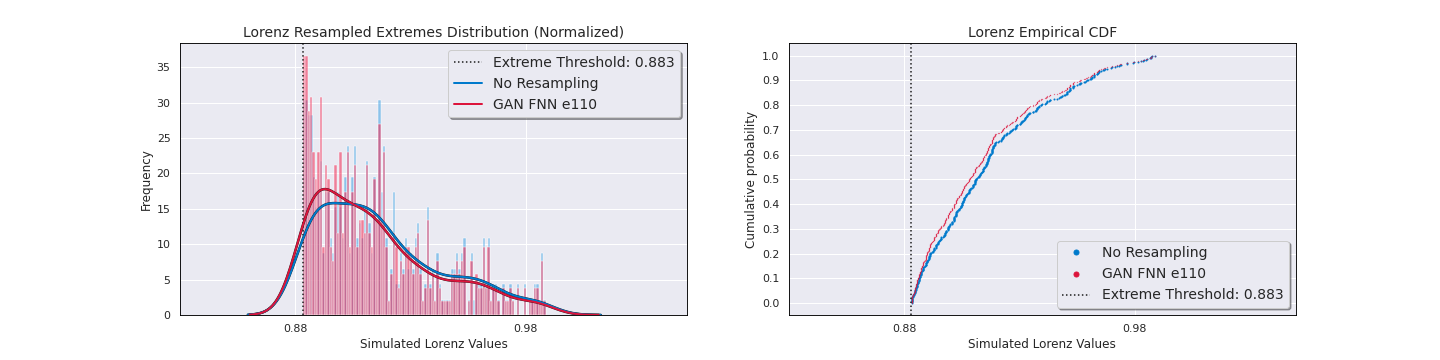 Lorenz Resampled Extremes Distribution (Normalized)
Frequency
35
30
25
20
15
10
5
0
Extreme Threshold: 0.883
No Resampling
GAN FNN e110
0.88
0.98
Simulated Lorenz Values
Lorenz Empirical CDF
Cumulative probability
1.0
0.9
0.8
0.7
0.6
0.5
0.4
0.3
0.2
0.1
0.0
No Resampling
GAN FNN e110
Extreme Threshold: 0.883
0.88
0.98
Simulated Lorenz Values